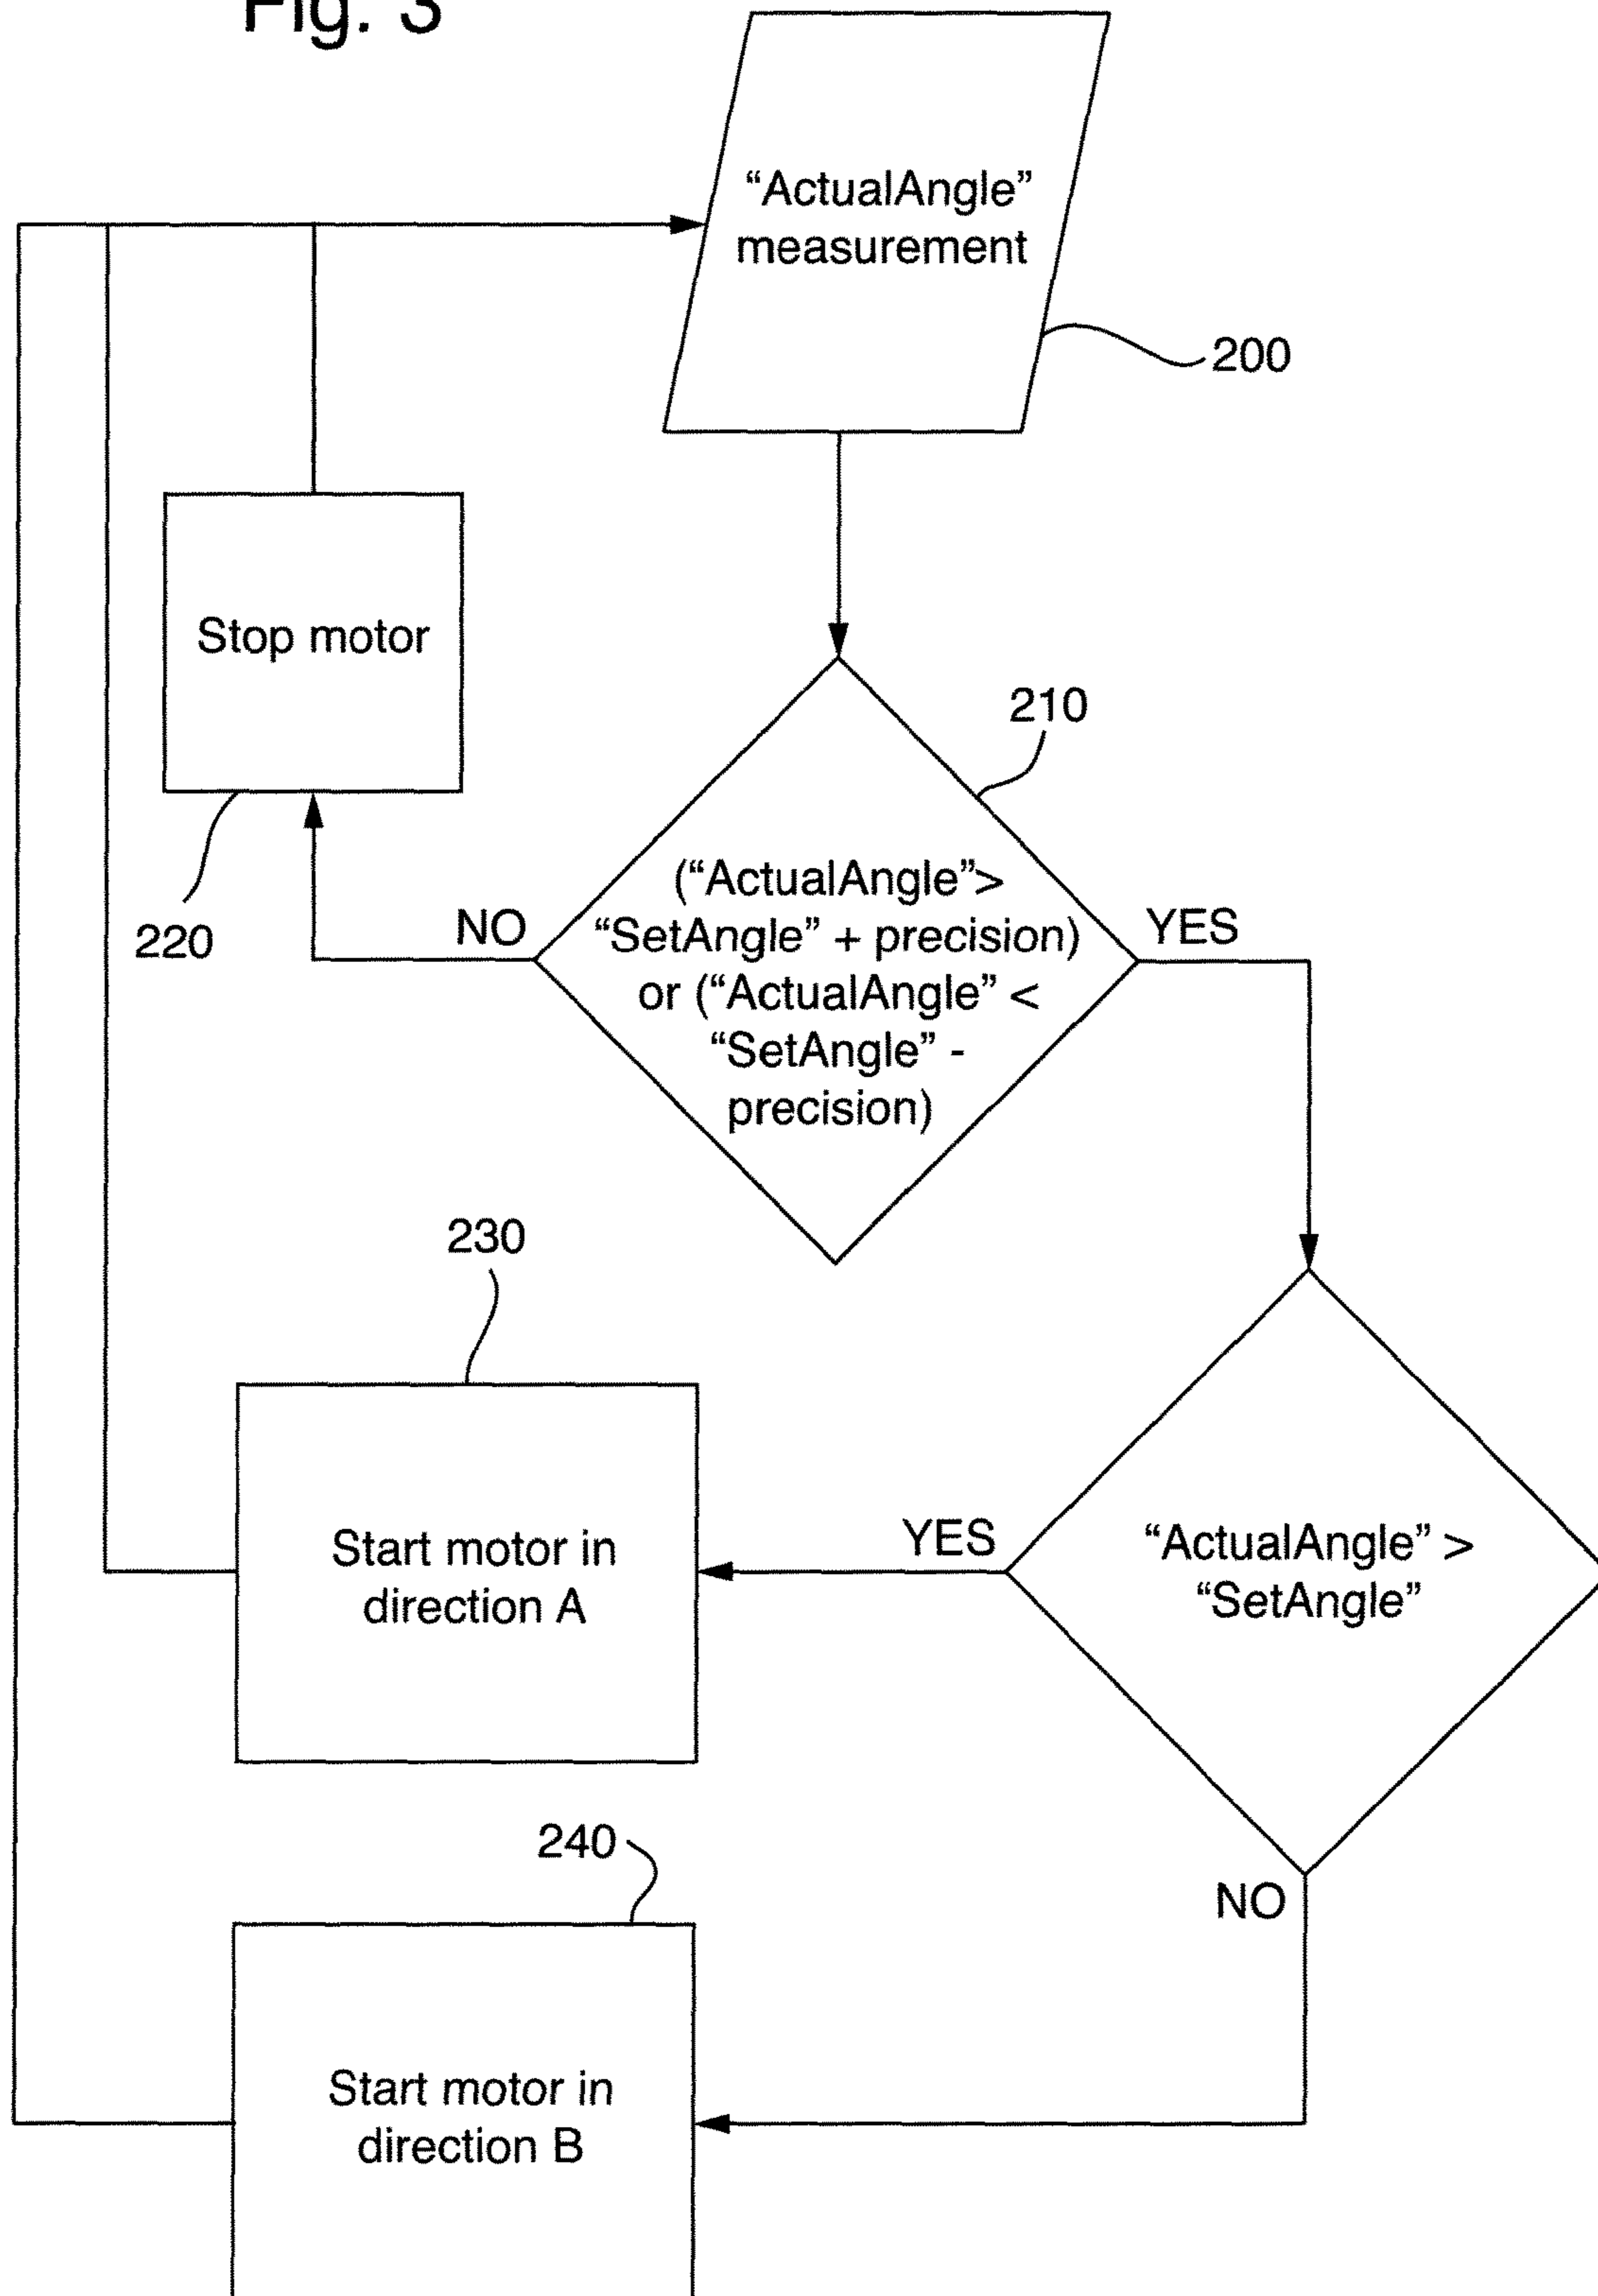 Fig. 3
“ActualAngle”
measurement
200
Stop motor
220
210
(“ActualAngle”>
“SetAngle” + precision)
or (“ActualAngle” <
“SetAngle” -
precision)
NO
YES
230
Start motor in
direction A
YES
“ActualAngle” >
“SetAngle”
NO
240
Start motor in
direction B